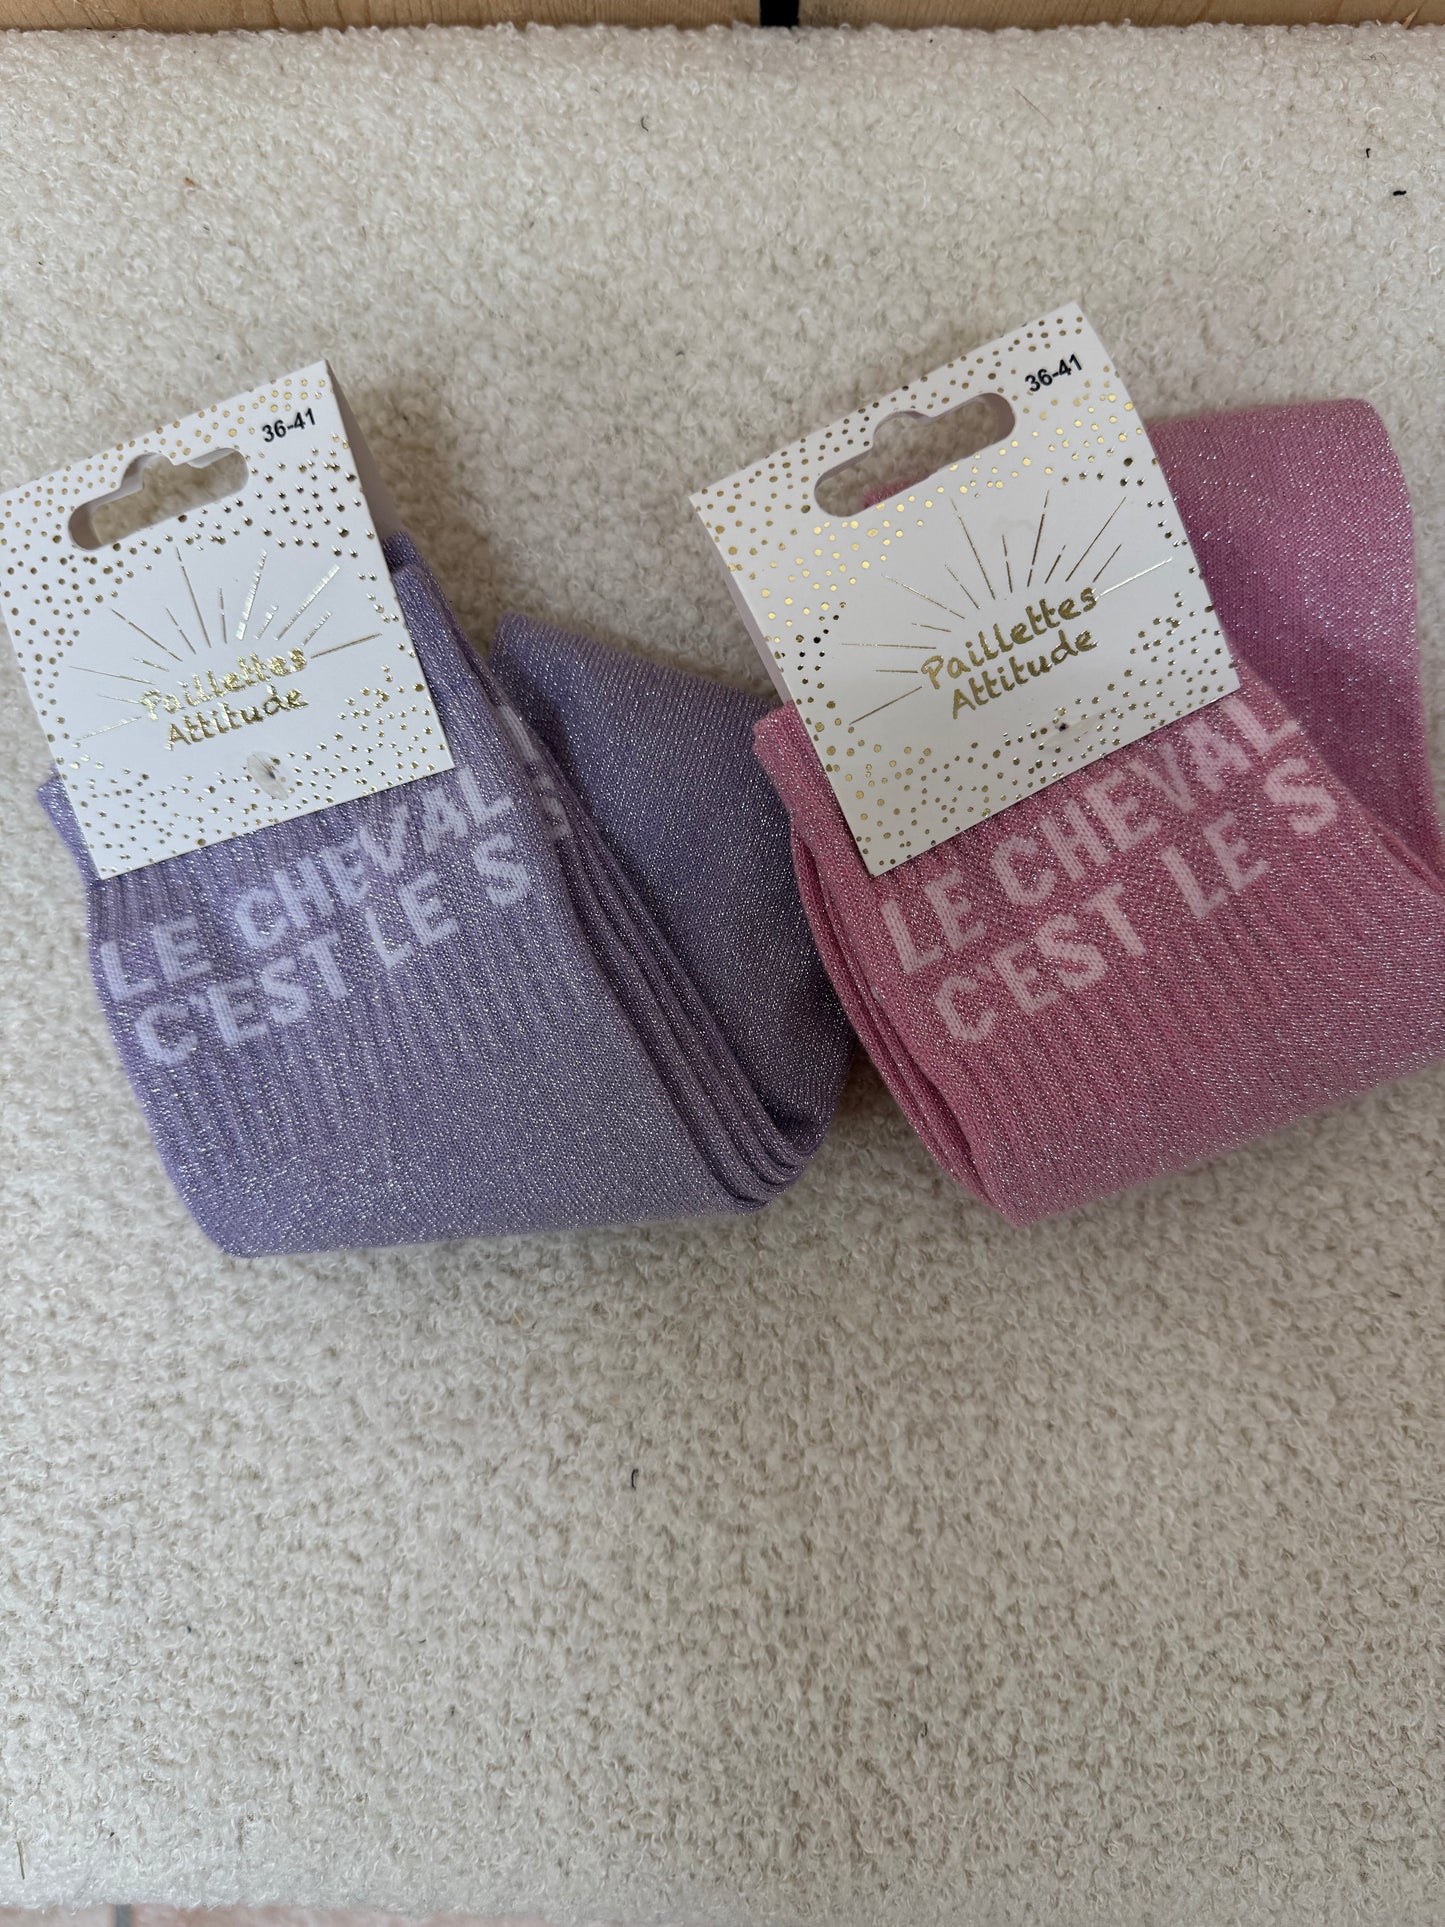 36-41
Paillettes
Attitude
LE CHEVAL
C'EST LE S
36-41
Paillettes
Attitude
LE CHEVAL
C'EST LE S